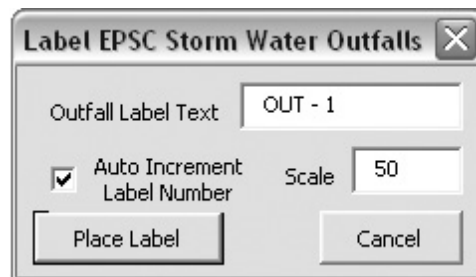 Label EPSC Storm Water Outfalls
Outfall Label Text OUT - 1
Auto Increment
Label Number
Scale 50
Place Label Cancel